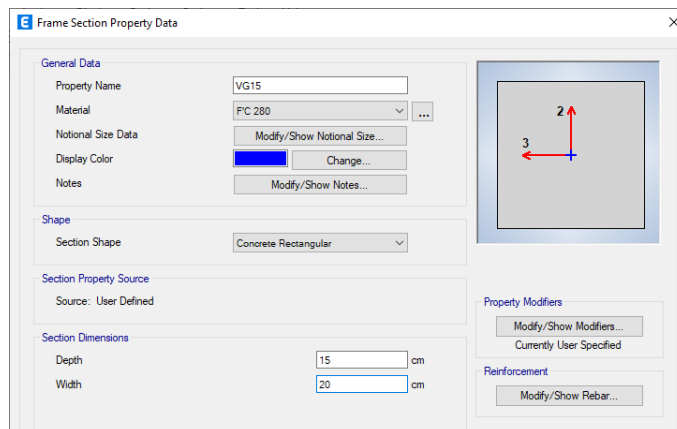 E Frame Section Property Data
General Data
Property Name VG15
Material F'C 280 ...
Notional Size Data Modify/Show Notional Size...
Display Color Change...
Notes Modify/Show Notes...
2
3
Shape
Section Shape Concrete Rectangular
Section Property Source
Source: User Defined
Property Modifiers
Modify/Show Modifiers...
Currently User Specified
Section Dimensions
Depth 15 cm
Width 20 cm
Reinforcement
Modify/Show Rebar...